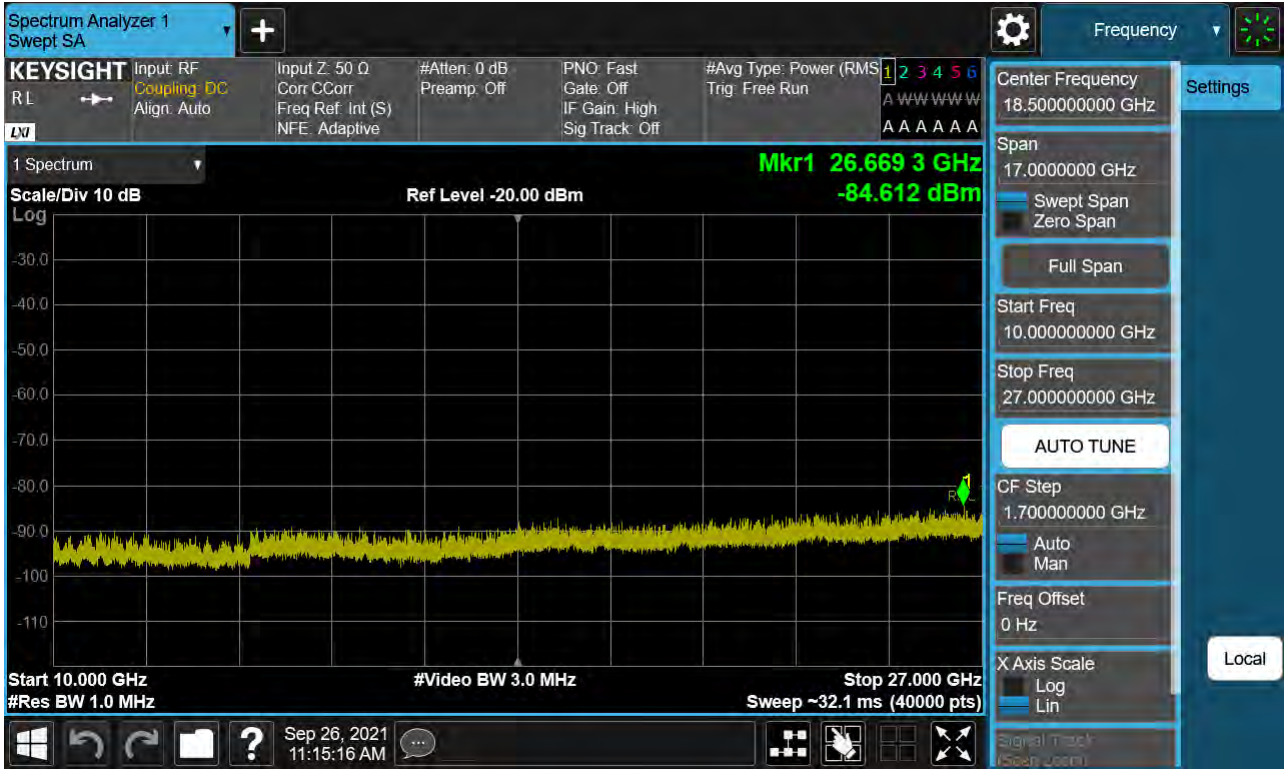 Spectrum Analyzer 1
Swept SA
Frequency
KEYSIGHT
RL
LXI
Input: RF
Coupling: DC
Align: Auto
Input Z: 50 Ω
Corr CCorr
Freq Ref: Int (S)
NFE: Adaptive
#Atten: 0 dB
Preamp: Off
PNO: Fast
Gate: Off
IF Gain: High
Sig Track: Off
#Avg Type: Power (RMS
Trig: Free Run
1 2 3 4 5 6
A W W W W W
A A A A A A
1 Spectrum
Scale/Div 10 dB
Ref Level -20.00 dBm
Mkr1 26.669 3 GHz
-84.612 dBm
Log
-30.0
-40.0
-50.0
-60.0
-70.0
-80.0
-90.0
-100
-110
1
Start 10.000 GHz
#Video BW 3.0 MHz
Stop 27.000 GHz
#Res BW 1.0 MHz
Sweep ~32.1 ms (40000 pts)
Center Frequency
18.500000000 GHz
Settings
Span
17.0000000 GHz
Swept Span
Zero Span
Full Span
Start Freq
10.000000000 GHz
Stop Freq
27.000000000 GHz
AUTO TUNE
CF Step
1.700000000 GHz
Auto
Man
Freq Offset
0 Hz
X Axis Scale
Log
Lin
Local
Signal Track
(Span Zoom)
?
Sep 26, 2021
11:15:16 AM